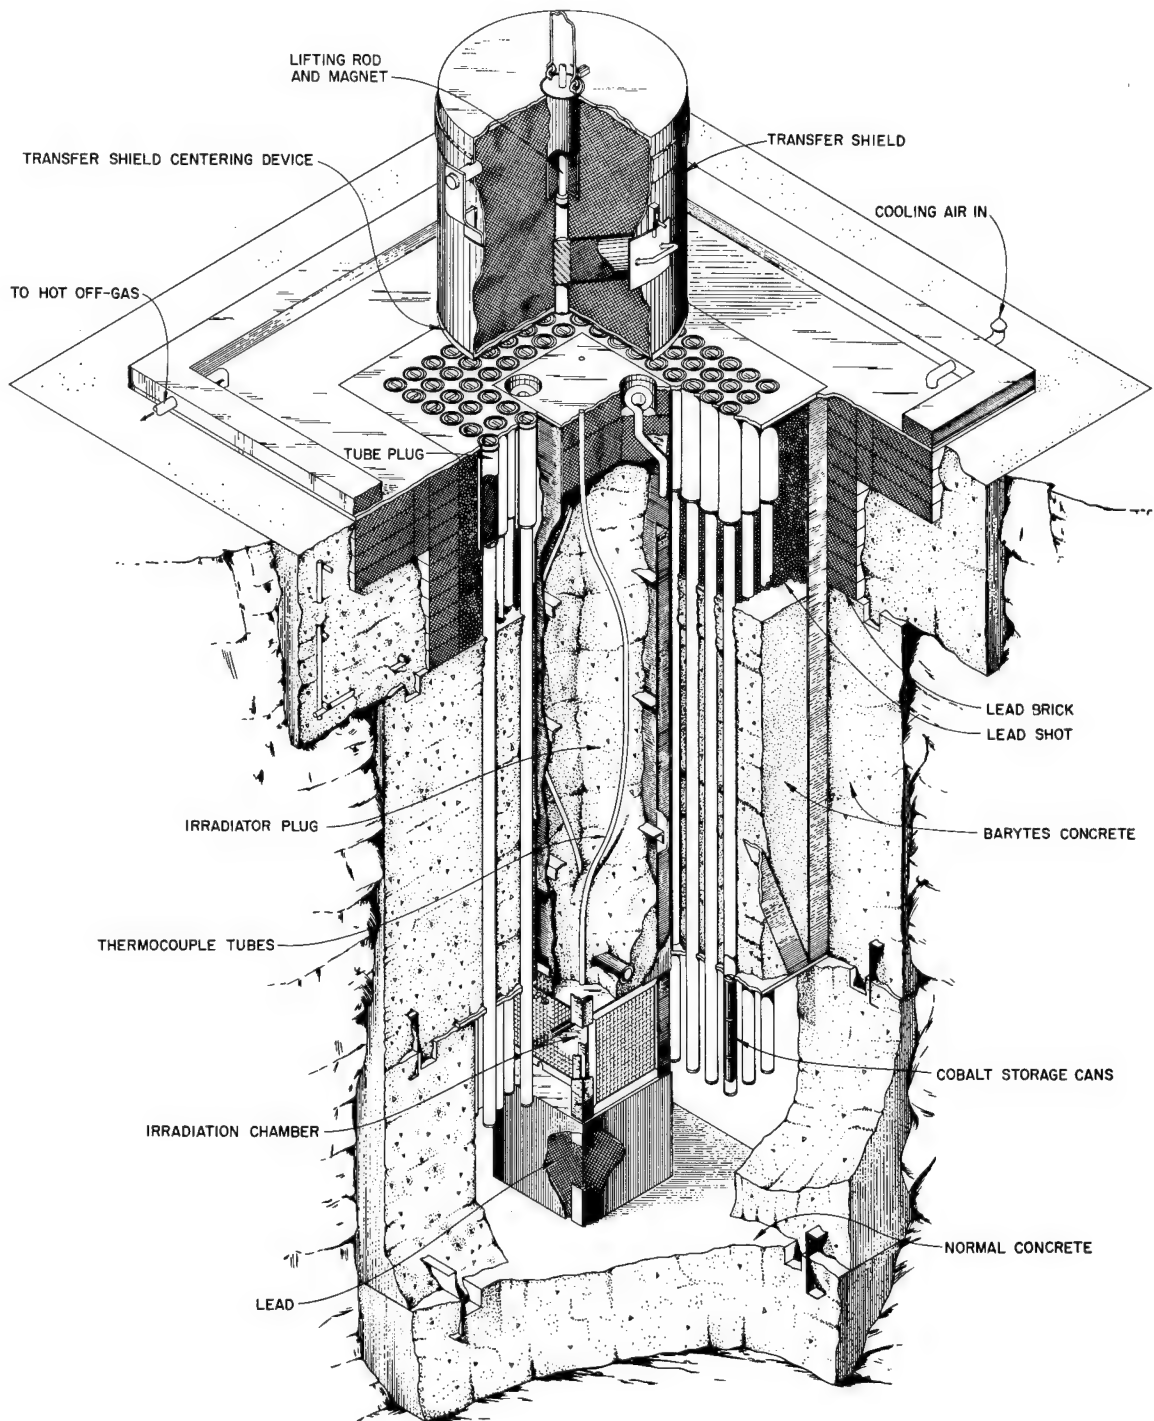 LIFTING ROD
AND MAGNET
TRANSFER SHIELD
TRANSFER SHIELD CENTERING DEVICE
COOLING AIR IN
TO HOT OFF-GAS
TUBE PLUG
LEAD BRICK
LEAD SHOT
IRRADIATOR PLUG
BARYTES CONCRETE
THERMOCOUPLE TUBES
COBALT STORAGE CANS
IRRADIATION CHAMBER
NORMAL CONCRETE
LEAD